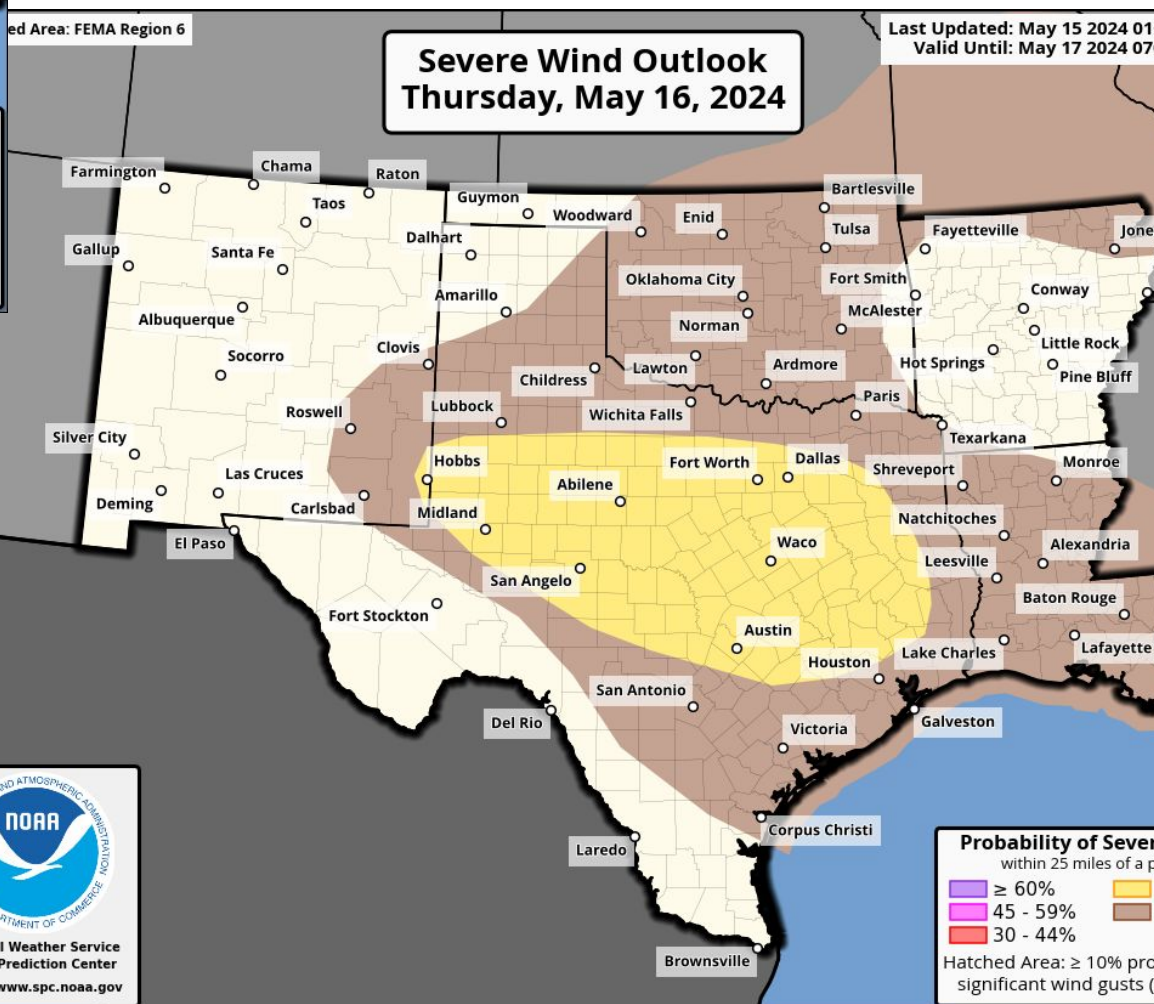 ed Area: FEMA Region 6
Severe Wind Outlook
Thursday, May 16, 2024
Last Updated: May 15 2024 01
Valid Until: May 17 2024 07
Farmington
Chama
Raton
Taos
Guymon
Woodward
Enid
Bartlesville
Gallup
Santa Fe
Dalhart
Tulsa
Fayetteville
Jone
Albuquerque
Amarillo
Oklahoma City
Fort Smith
Conway
Norman
McAlester
Socorro
Clovis
Childress
Lawton
Ardmore
Hot Springs
Little Rock
Pine Bluff
Roswell
Lubbock
Wichita Falls
Paris
Texarkana
Silver City
Las Cruces
Hobbs
Abilene
Fort Worth
Dallas
Shreveport
Monroe
Deming
Carlsbad
Midland
Natchitoches
El Paso
San Angelo
Waco
Leesville
Alexandria
Fort Stockton
Austin
Baton Rouge
Houston
Lake Charles
Lafayette
San Antonio
Del Rio
Victoria
Galveston
Laredo
Corpus Christi
Brownsville
ND ATMOSPHERIC ADMINISTRATION
NOAA
RTMENT OF COMMERCE
l Weather Service
Prediction Center
www.spc.noaa.gov
Probability of Sever
within 25 miles of a p
≥ 60%
45 - 59%
30 - 44%
Hatched Area: ≥ 10% pro
significant wind gusts (